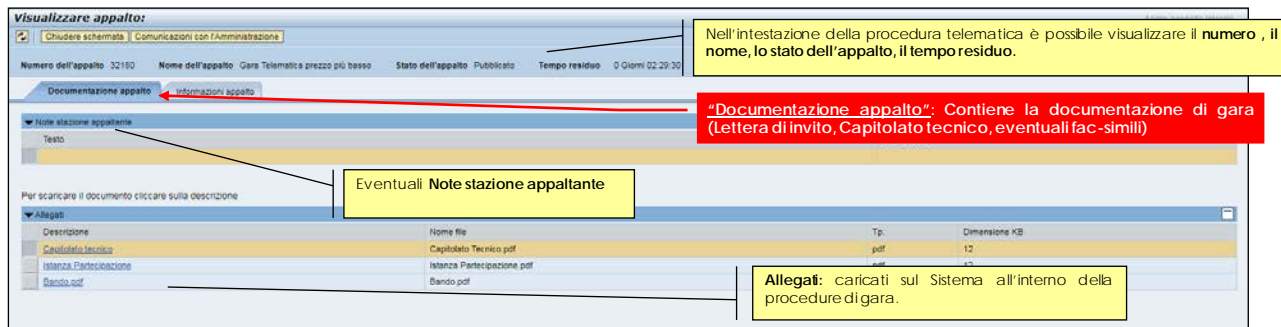 Visualizzare appalto:
Chiudere schermata Comunicazioni con l'Amministrazione
Nell'intestazione della procedura telematica è possibile visualizzare il numero , il
nome, lo stato dell'appalto, il tempo residuo.
Numero dell'appalto 32180 Nome dell'appalto Gara Telematica prezzo più basso Stato dell'appalto Pubblicato Tempo residuo 0 Giorni 02:29:30
Documentazione appalto Informazioni appalto
"Documentazione appalto": Contiene la documentazione di gara
(Lettera di invito, Capitolato tecnico, eventuali fac-simili)
Note stazione appaltante
Testo
Eventuali Note stazione appaltante
Per scaricare il documento cliccare sulla descrizione
Allegati
Descrizione Nome file Tp. Dimensione KB
Capitolato tecnico Capitolato Tecnico.pdf pdf 12
Istanza Partecipazione Istanza Partecipazione.pdf pdf 12
Bando.pdf Bando.pdf
Allegati: caricati sul Sistema all'interno della
procedure di gara.